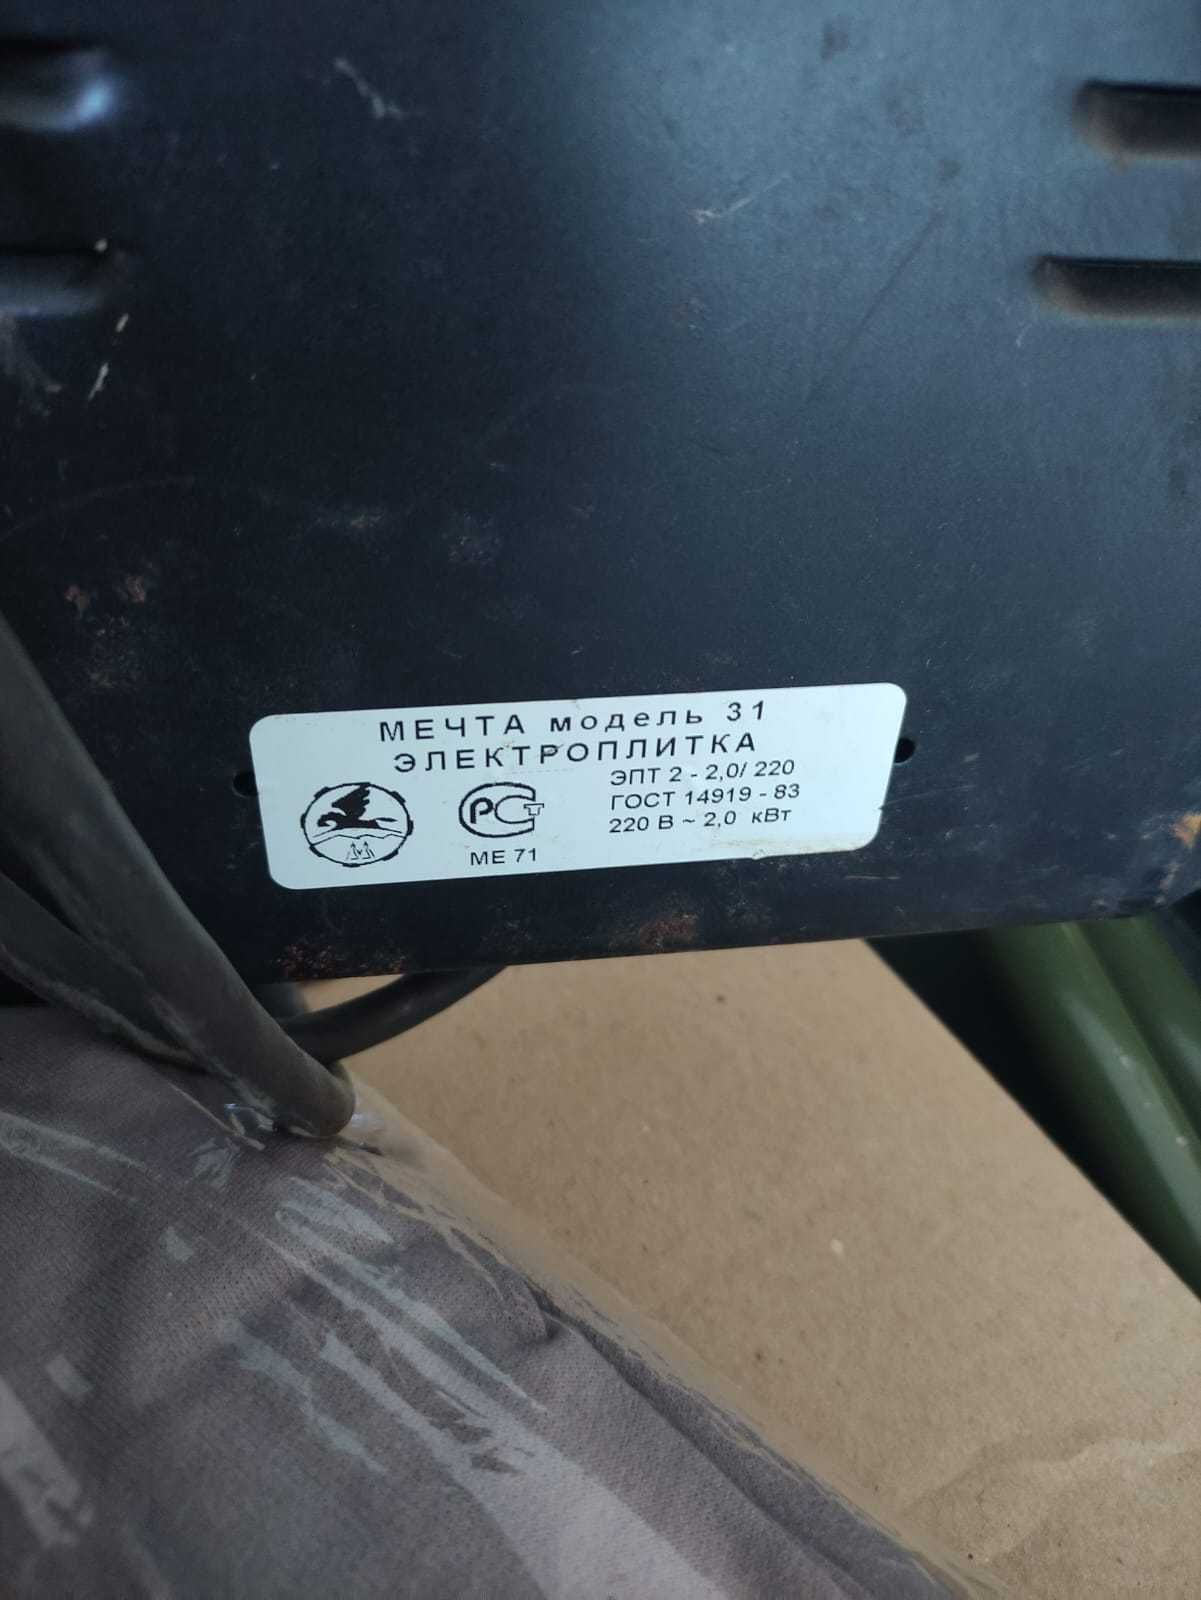 МЕЧТА модель 31
ЭЛЕКТРОПЛИТКА
ЭПТ 2 - 2,0/ 220
ГОСТ 14919 - 83
220 В ~ 2,0 кВт
РСТ
МЕ 71